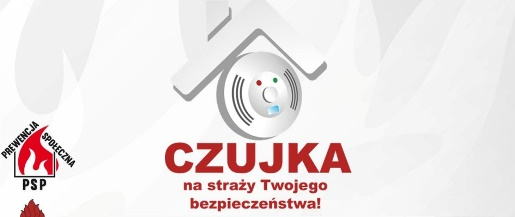 CZUJKA
na straży Twojego
bezpieczeństwa!
PREWENCJA
SPOŁECZNA
PSP